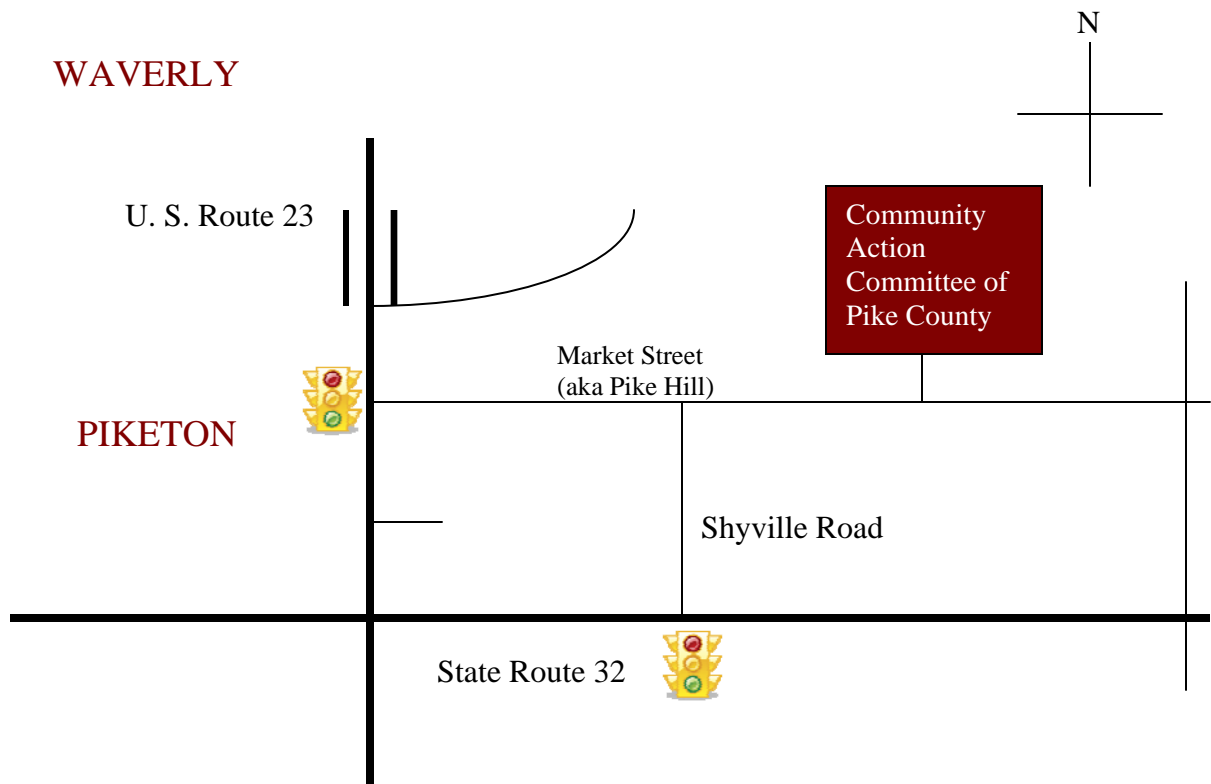 N
WAVERLY
U. S. Route 23
Community
Action
Committee of
Pike County
Market Street
(aka Pike Hill)
PIKETON
Shyville Road
State Route 32